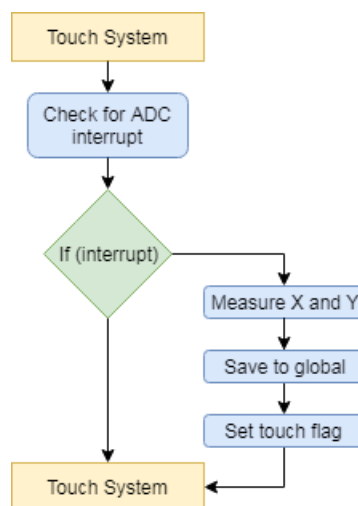 Touch System
Check for ADC
interrupt
If (interrupt)
Measure X and Y
Save to global
Set touch flag
Touch System